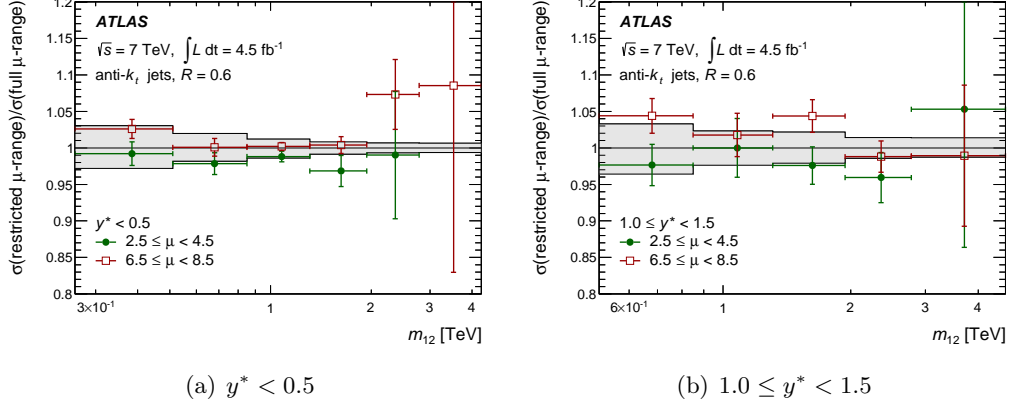 σ(restricted μ-range)/σ(full μ-range)
1.2
1.15
1.1
1.05
1
0.95
0.9
0.85
0.8
ATLAS
√s = 7 TeV, ∫L dt = 4.5 fb⁻¹
anti-kₜ jets, R = 0.6
y* < 0.5
2.5 ≤ μ < 4.5
6.5 ≤ μ < 8.5
3×10⁻¹ 1 2 3 4
m₁₂ [TeV]
(a) y* < 0.5
σ(restricted μ-range)/σ(full μ-range)
1.2
1.15
1.1
1.05
1
0.95
0.9
0.85
0.8
ATLAS
√s = 7 TeV, ∫L dt = 4.5 fb⁻¹
anti-kₜ jets, R = 0.6
1.0 ≤ y* < 1.5
2.5 ≤ μ < 4.5
6.5 ≤ μ < 8.5
6×10⁻¹ 1 2 3 4
m₁₂ [TeV]
(b) 1.0 ≤ y* < 1.5